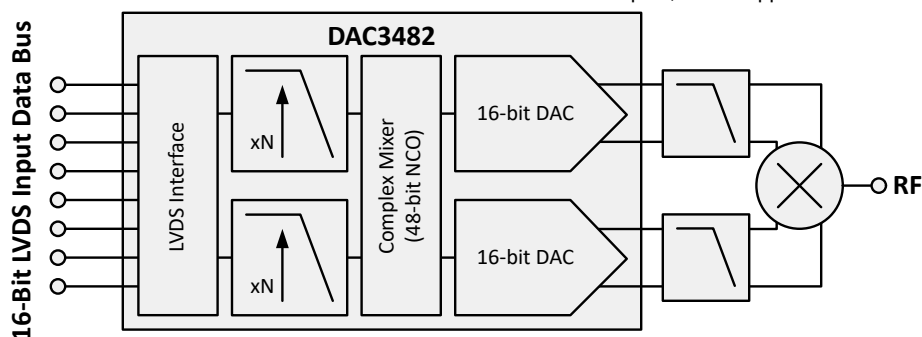 DAC3482
16-Bit LVDS Input Data Bus
LVDS Interface
xN
Complex Mixer
(48-bit NCO)
16-bit DAC
RF
xN
16-bit DAC